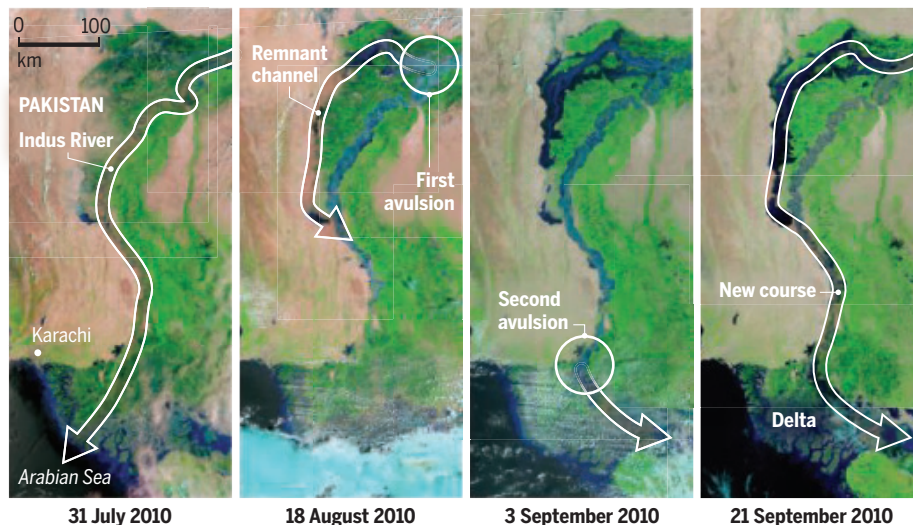 0 100
km
PAKISTAN
Indus River
Karachi
Arabian Sea
31 July 2010
Remnant
channel
First
avulsion
18 August 2010
Second
avulsion
3 September 2010
New course
Delta
21 September 2010